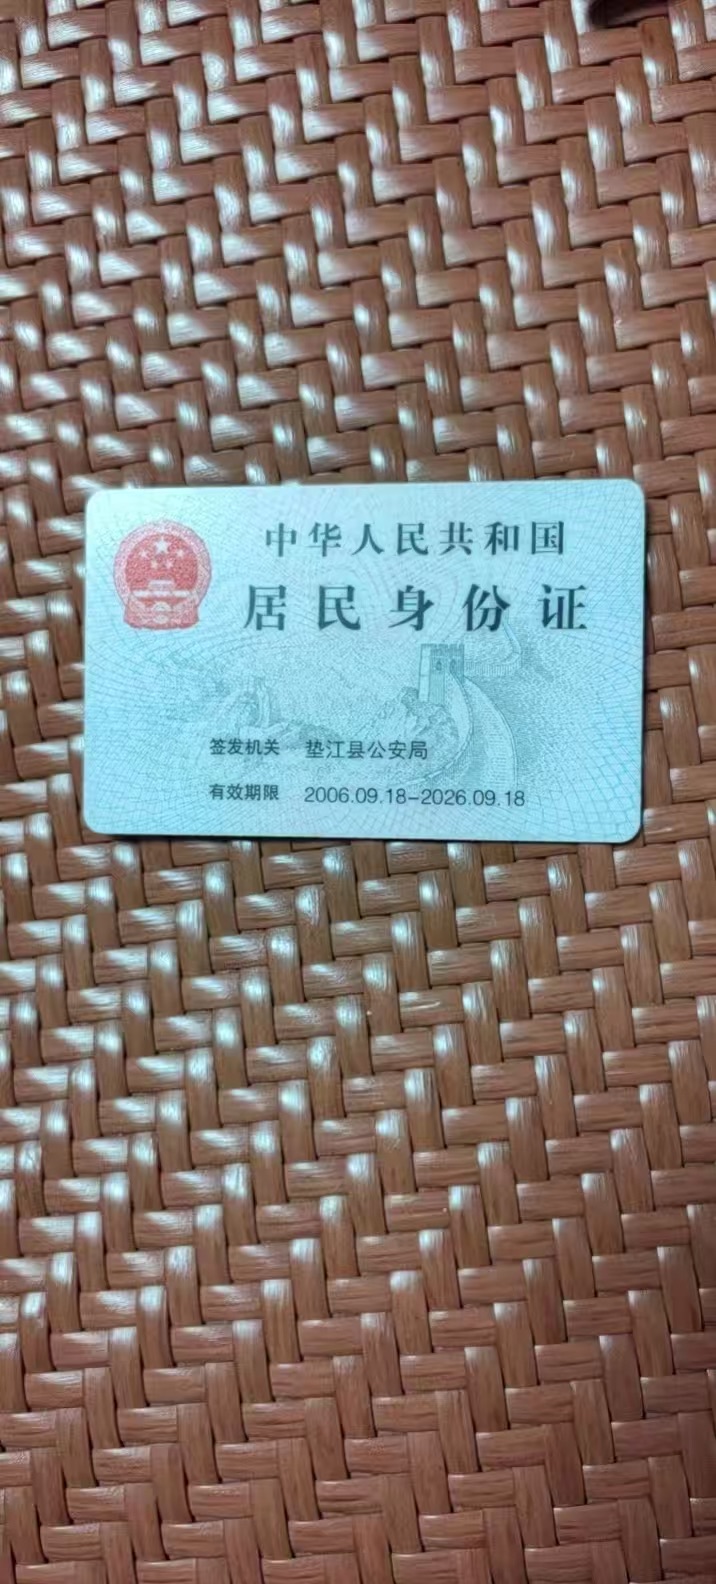 中华人民共和国
居民身份证
签发机关 垫江县公安局
有效期限 2006.09.18-2026.09.18